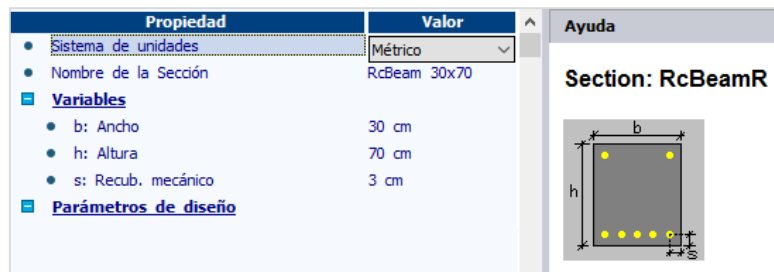 Propiedad Valor
Sistema de unidades Métrico
Nombre de la Sección RcBeam 30x70
Variables
b: Ancho 30 cm
h: Altura 70 cm
s: Recub. mecánico 3 cm
Parámetros de diseño
Ayuda
Section: RcBeamR
b
h
s